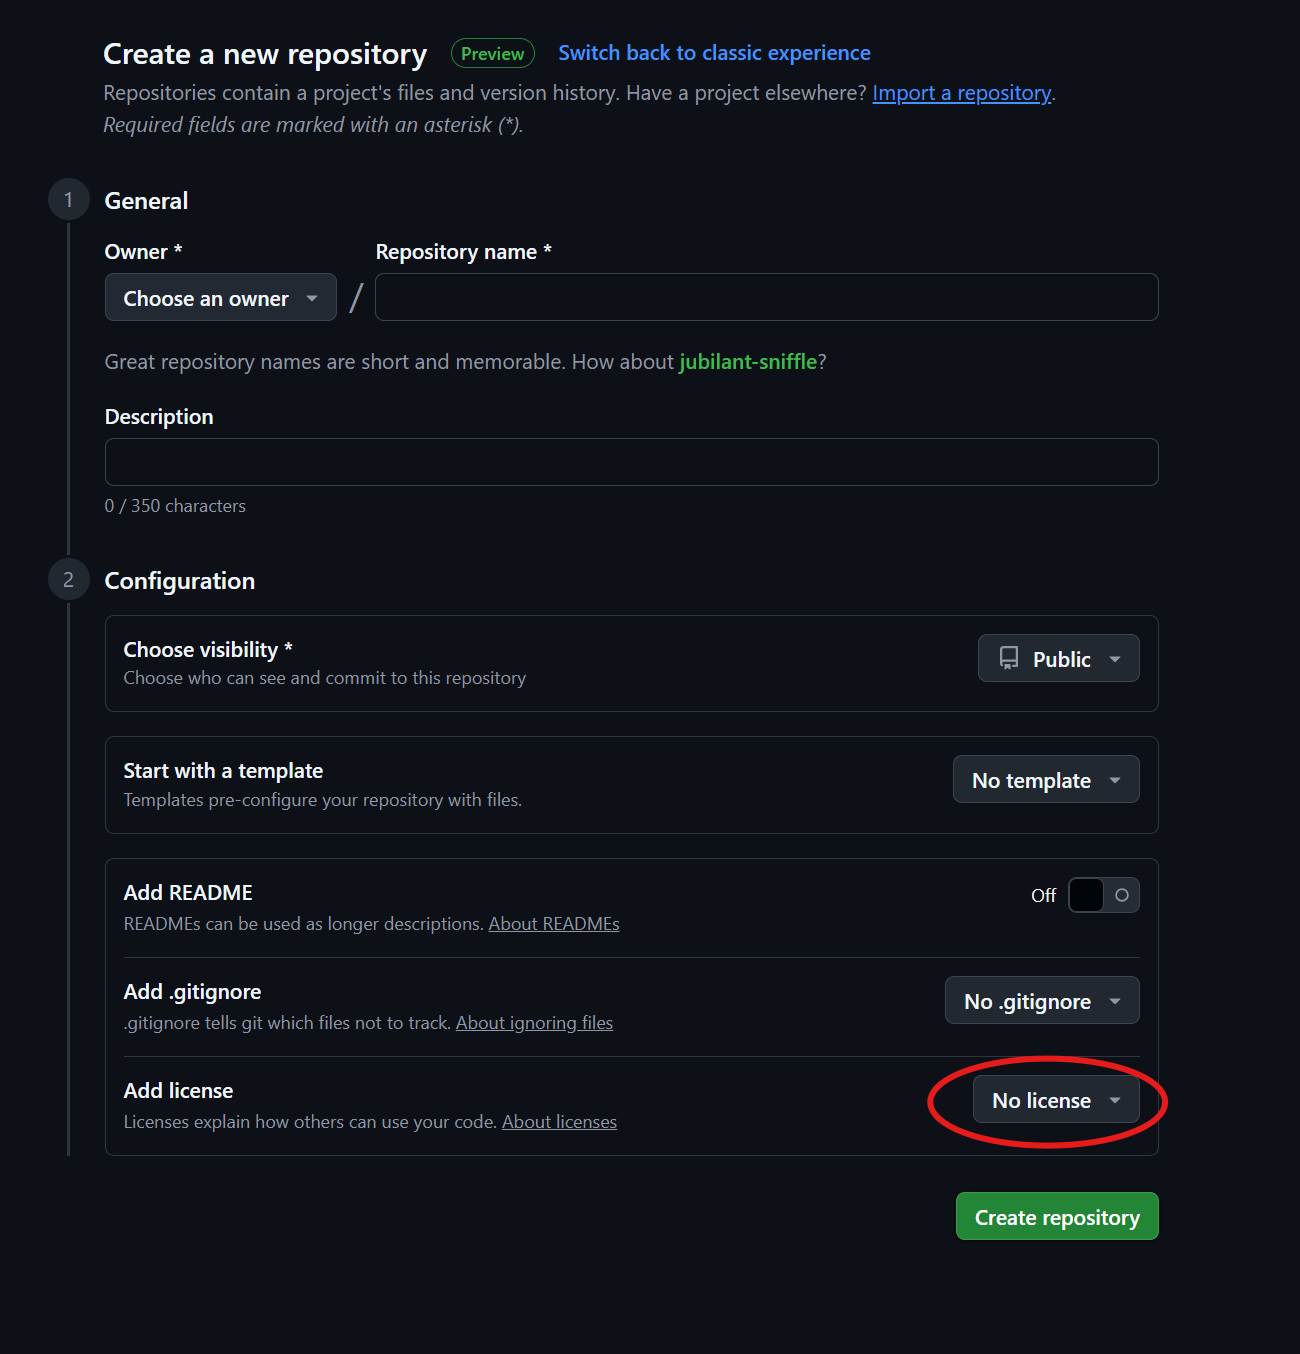 Create a new repository Preview Switch back to classic experience
Repositories contain a project's files and version history. Have a project elsewhere? Import a repository.
Required fields are marked with an asterisk (*).
1 General
Owner * Repository name *
Choose an owner /
Great repository names are short and memorable. How about jubilant-sniffle?
Description
0 / 350 characters
2 Configuration
Choose visibility *
Choose who can see and commit to this repository
Public
Start with a template
Templates pre-configure your repository with files.
No template
Add README
READMEs can be used as longer descriptions. About READMEs
Off
Add .gitignore
.gitignore tells git which files not to track. About ignoring files
No .gitignore
Add license
Licenses explain how others can use your code. About licenses
No license
Create repository